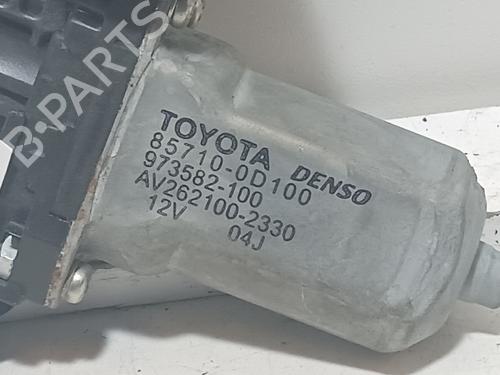 B-PARTS
TOYOTA DENSO
85710-0D100
973582-100
AV262100-2330
12V 04J